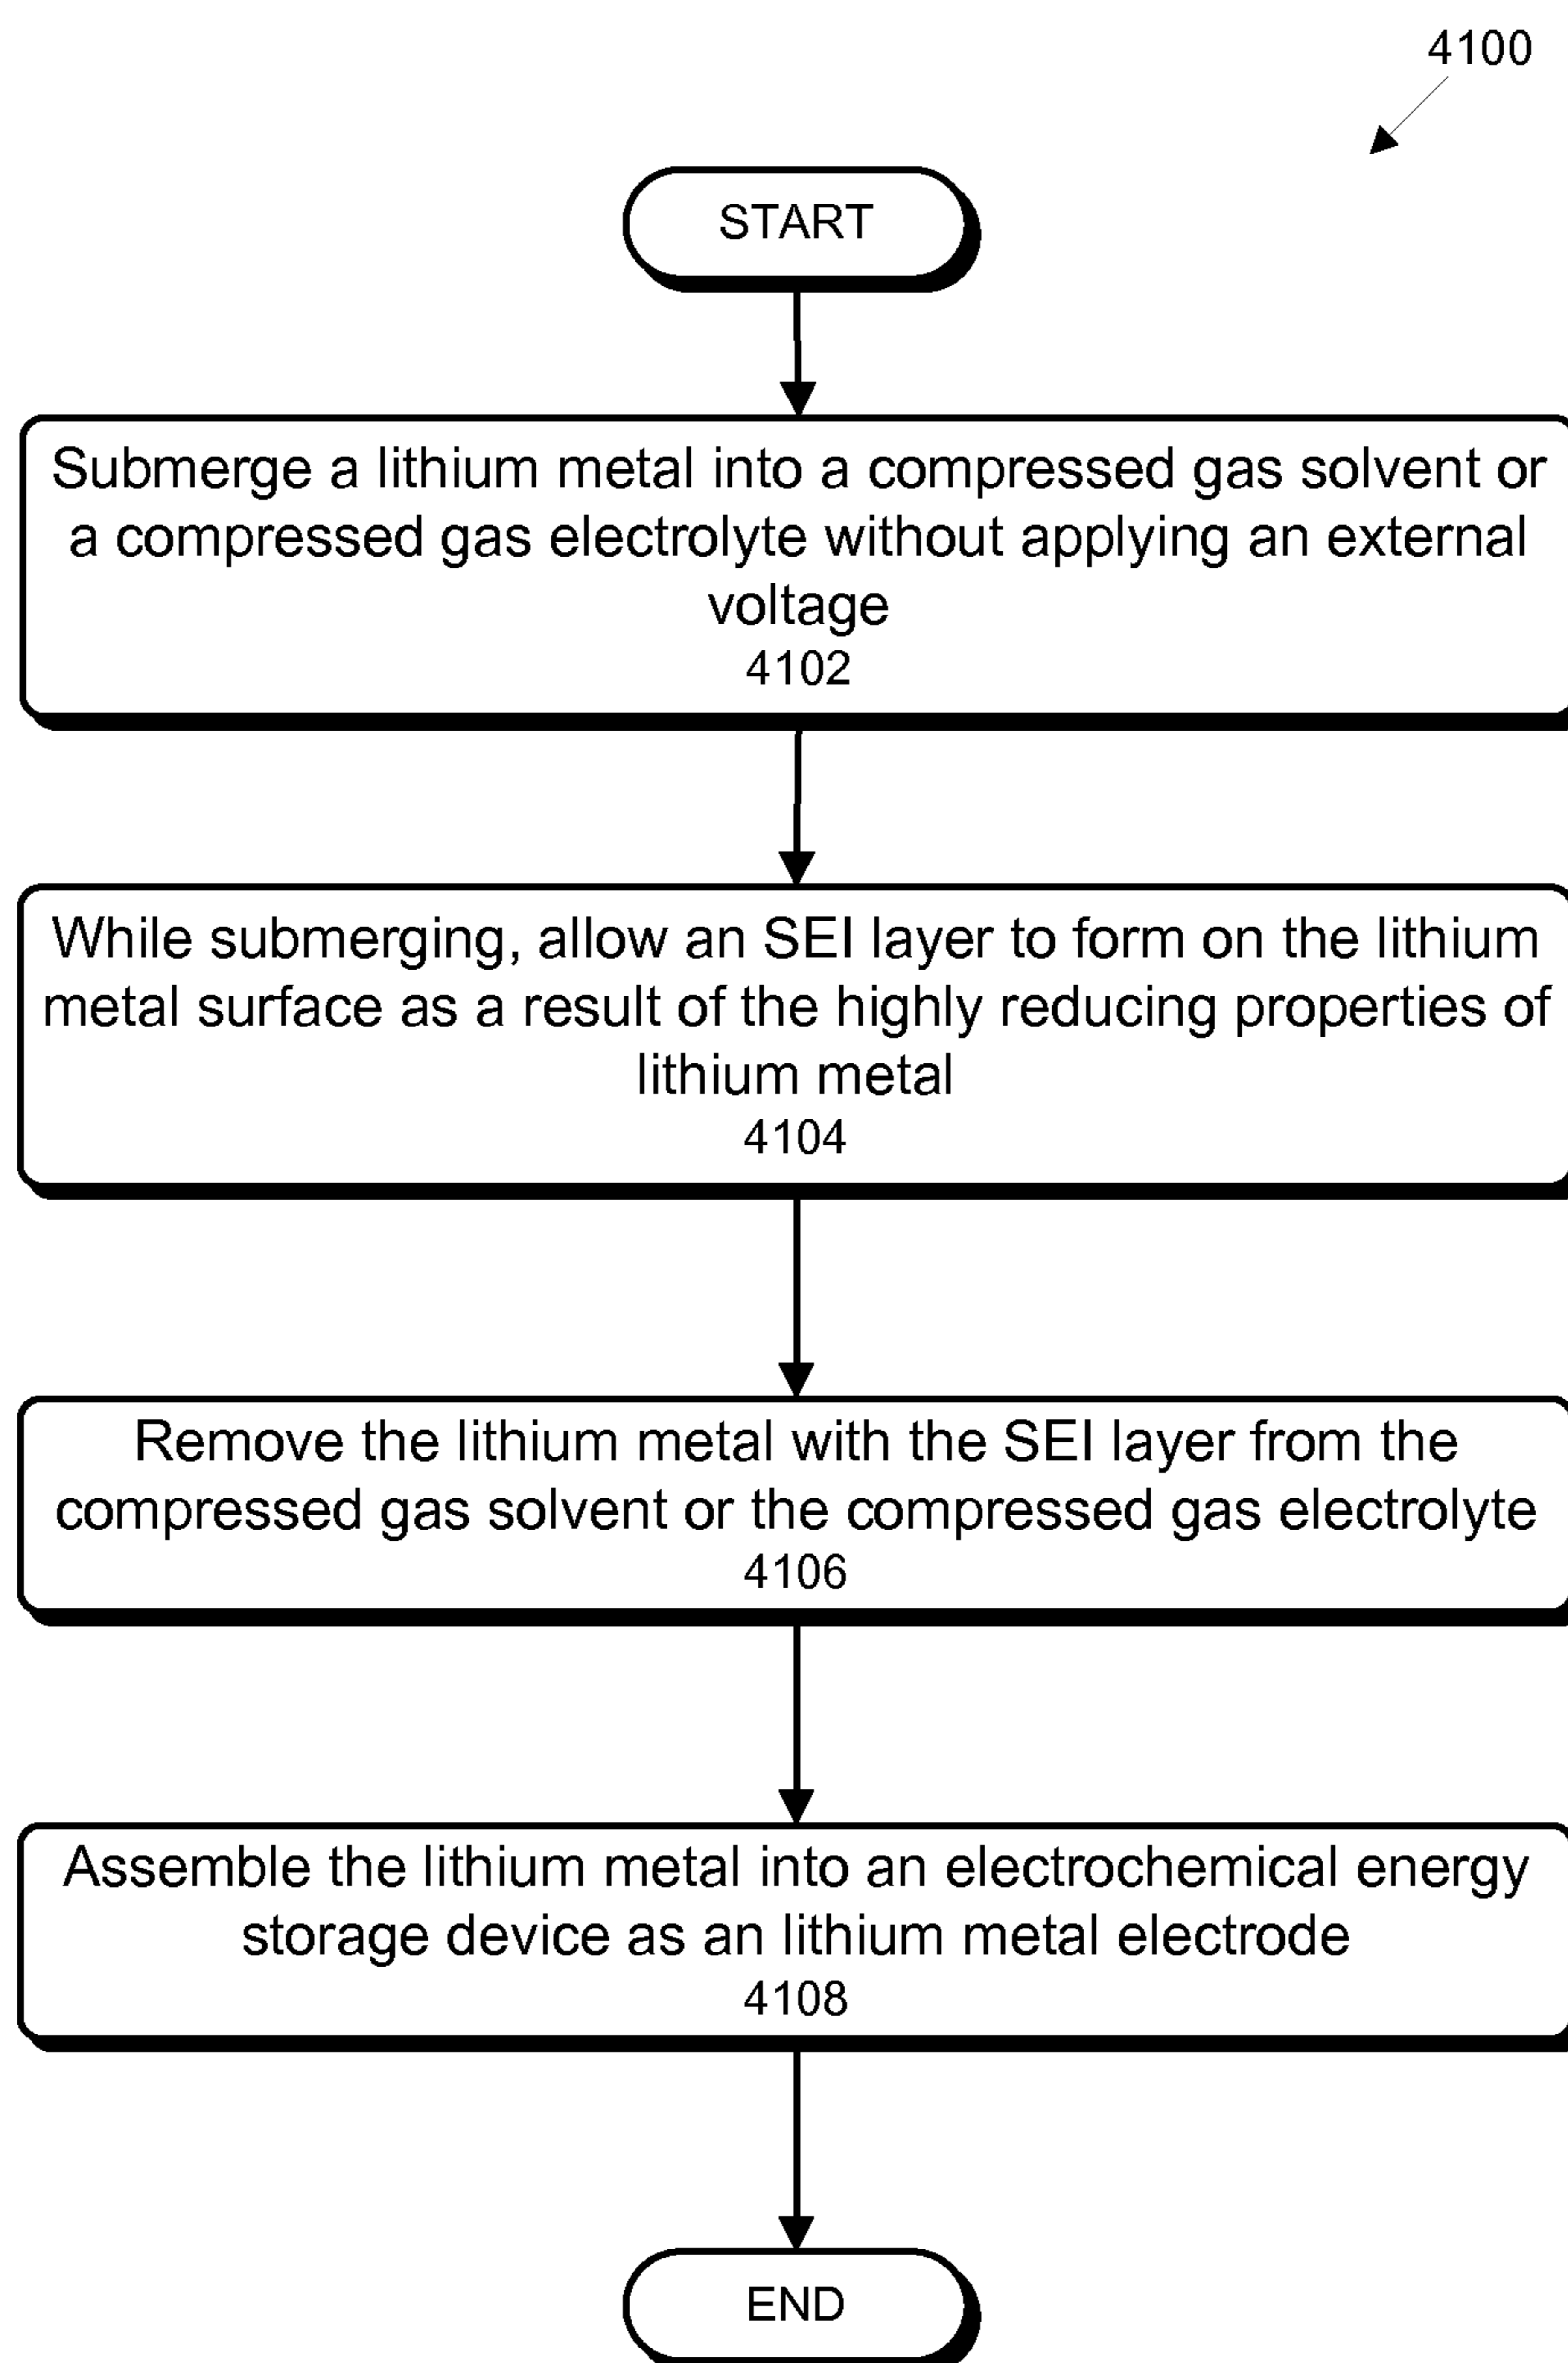 4100
START
Submerge a lithium metal into a compressed gas solvent or
a compressed gas electrolyte without applying an external
voltage
4102
While submerging, allow an SEI layer to form on the lithium
metal surface as a result of the highly reducing properties of
lithium metal
4104
Remove the lithium metal with the SEI layer from the
compressed gas solvent or the compressed gas electrolyte
4106
Assemble the lithium metal into an electrochemical energy
storage device as an lithium metal electrode
4108
END